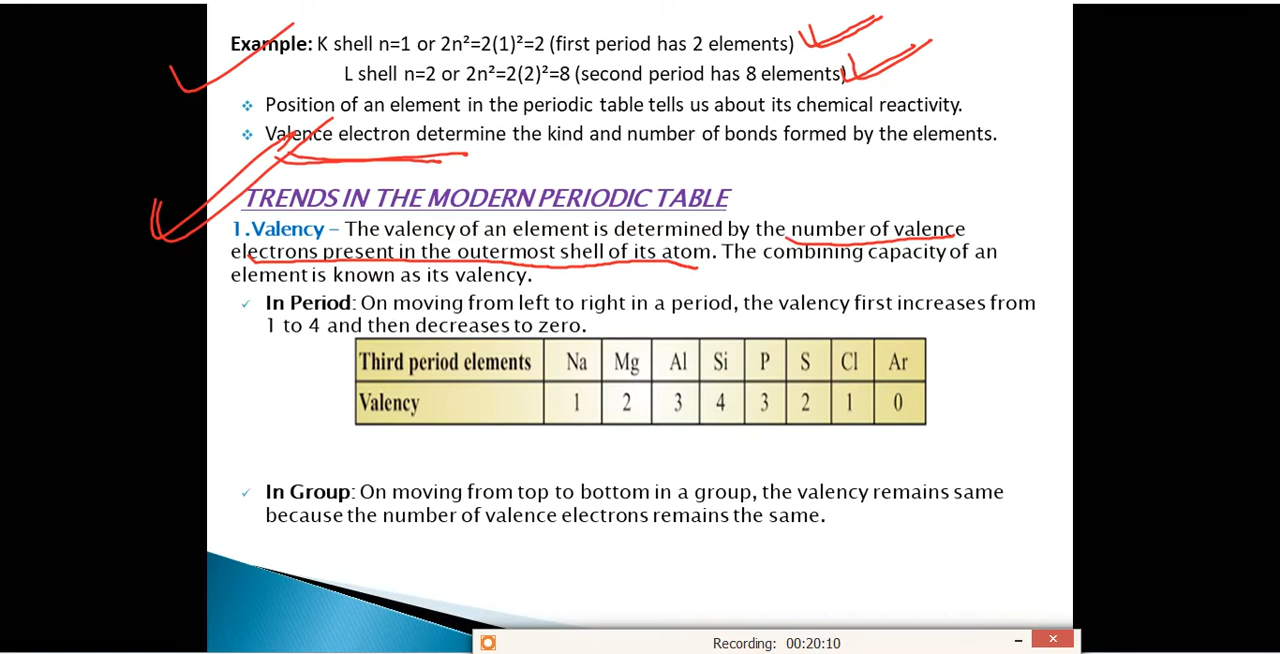 Example: K shell n=1 or 2n²=2(1)²=2 (first period has 2 elements)
L shell n=2 or 2n²=2(2)²=8 (second period has 8 elements)
❖ Position of an element in the periodic table tells us about its chemical reactivity.
❖ Valence electron determine the kind and number of bonds formed by the elements.
TRENDS IN THE MODERN PERIODIC TABLE
1.Valency – The valency of an element is determined by the number of valence
electrons present in the outermost shell of its atom. The combining capacity of an
element is known as its valency.
✓ In Period: On moving from left to right in a period, the valency first increases from
1 to 4 and then decreases to zero.
Third period elements Na Mg Al Si P S Cl Ar
Valency 1 2 3 4 3 2 1 0
✓ In Group: On moving from top to bottom in a group, the valency remains same
because the number of valence electrons remains the same.
Recording: 00:20:10